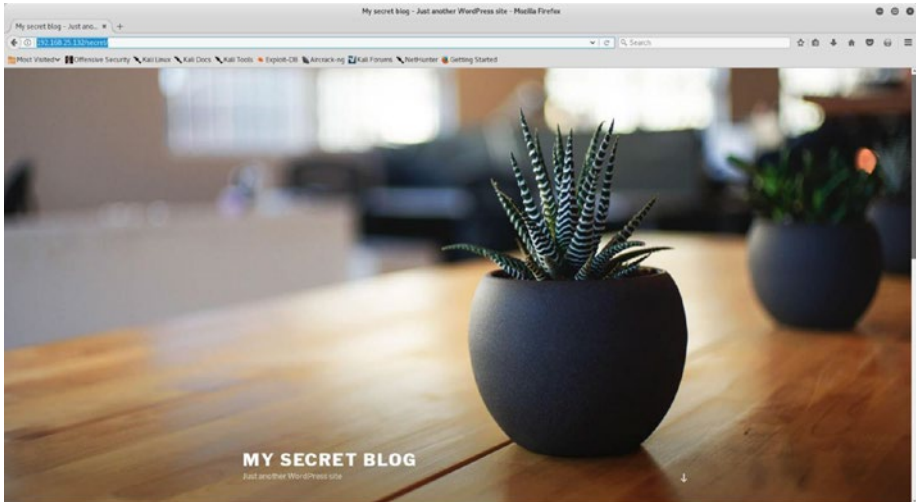 My secret blog – Just another WordPress site - Mozilla Firefox
My secret blog – Just ano...
192.168.25.132/secret/
Search
Most Visited Offensive Security Kali Linux Kali Docs Kali Tools Exploit-DB Aircrack-ng Kali Forums NetHunter Getting Started
MY SECRET BLOG
Just another WordPress site